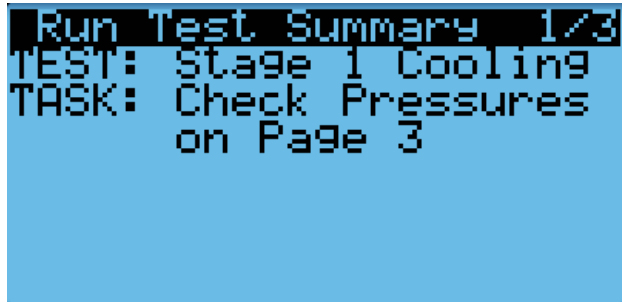 Run Test Summary 1/3
TEST: Stage 1 Cooling
TASK: Check Pressures
on Page 3